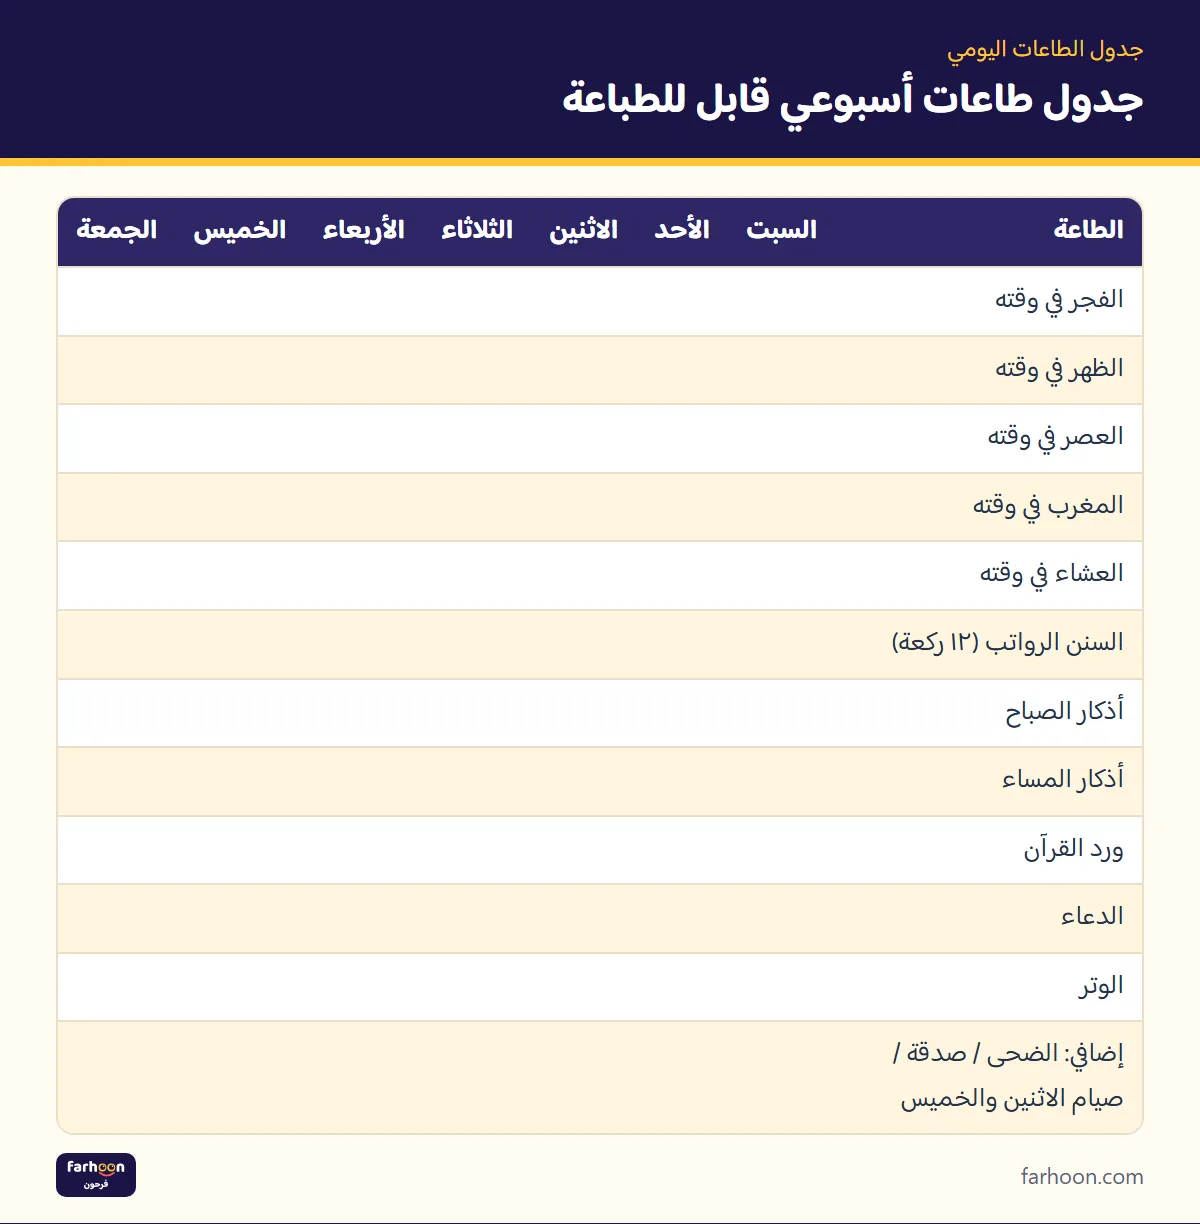 جدول الطاعات اليومي
جدول طاعات أسبوعي قابل للطباعة
الطاعة السبت الأحد الاثنين الثلاثاء الأربعاء الخميس الجمعة
الفجر في وقته
الظهر في وقته
العصر في وقته
المغرب في وقته
العشاء في وقته
السنن الرواتب (١٢ ركعة)
أذكار الصباح
أذكار المساء
ورد القرآن
الدعاء
الوتر
إضافي: الضحى / صدقة /
صيام الاثنين والخميس
farhoon.com
farhoon
فرحون